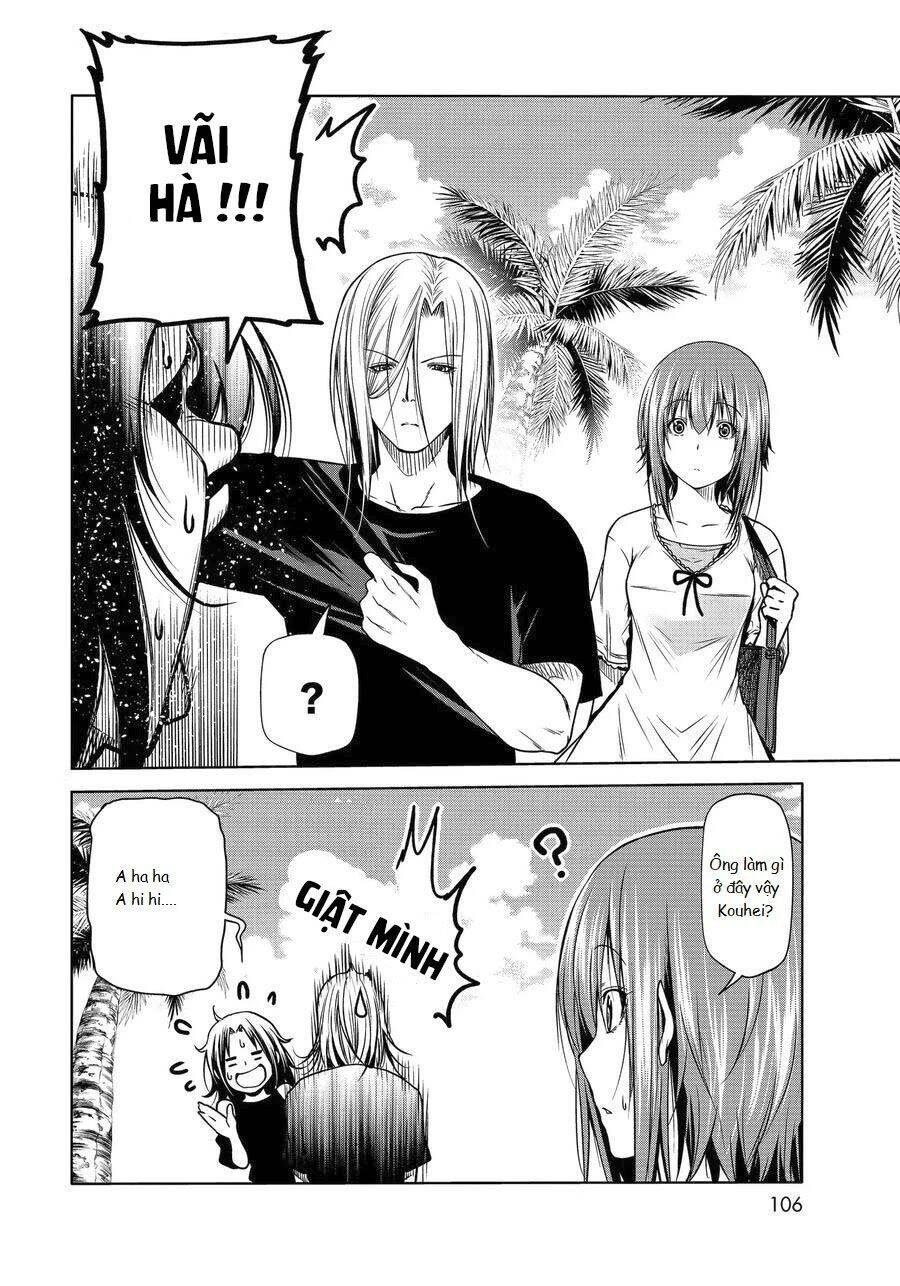 VÃI
HÀ !!!
?
Ông làm gì
ở đây vậy
Kouhei?
?
GIẬT MÌNH
A ha ha
A hi hi....
106